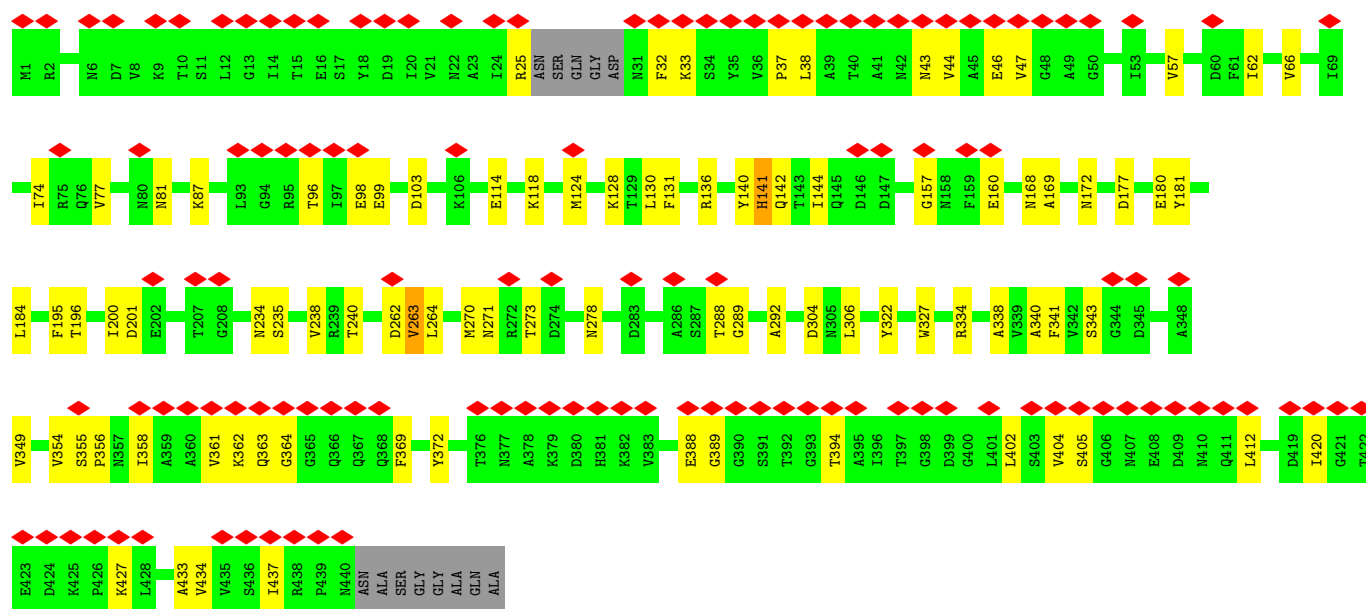 M1 R2 N6 D7 V8 K9 T10 S11 L12 G13 I14 T15 E16 S17 Y18 D19 I20 V21 N22 A23 I24 R25 ASN SER GLN GLY ASP N31 F32 K33 S34 Y35 V36 P37 L38 A39 T40 A41 N42 N43 V44 A45 E46 V47 G48 A49 G50 I53 V57 D60 F61 I62 V66 I69
I74 R75 Q76 V77 N80 N81 K87 L93 G94 R95 T96 I97 E98 E99 D103 K106 E114 K118 M124 K128 T129 L130 F131 R136 Y140 H141 Q142 T143 I144 Q145 D146 D147 G157 N158 F159 E160 N168 A169 N172 D177 E180 Y181
L184 F195 T196 I200 D201 E202 T207 G208 N234 S235 V238 R239 T240 D262 V263 L264 M270 N271 R272 T273 D274 N278 D283 A286 S287 T288 G289 A292 D304 N305 L306 Y322 W327 R334 A338 V339 A340 F341 V342 S343 G344 D345 A348
V349 V354 S355 P356 N357 I358 A359 A360 V361 K362 Q363 G364 G365 Q366 Q367 Q368 F369 Y372 T376 N377 A378 K379 D380 H381 K382 V383 E388 G389 G390 S391 T392 G393 T394 A395 I396 T397 G398 D399 G400 L401 L402 S403 V404 S405 G406 N407 E408 D409 N410 Q411 L412 D419 I420 G421 T422
E423 D424 K425 P426 K427 L428 A433 V434 V435 S436 I437 R438 P439 N440 ASN ALA SER GLY GLY ALA GLN ALA